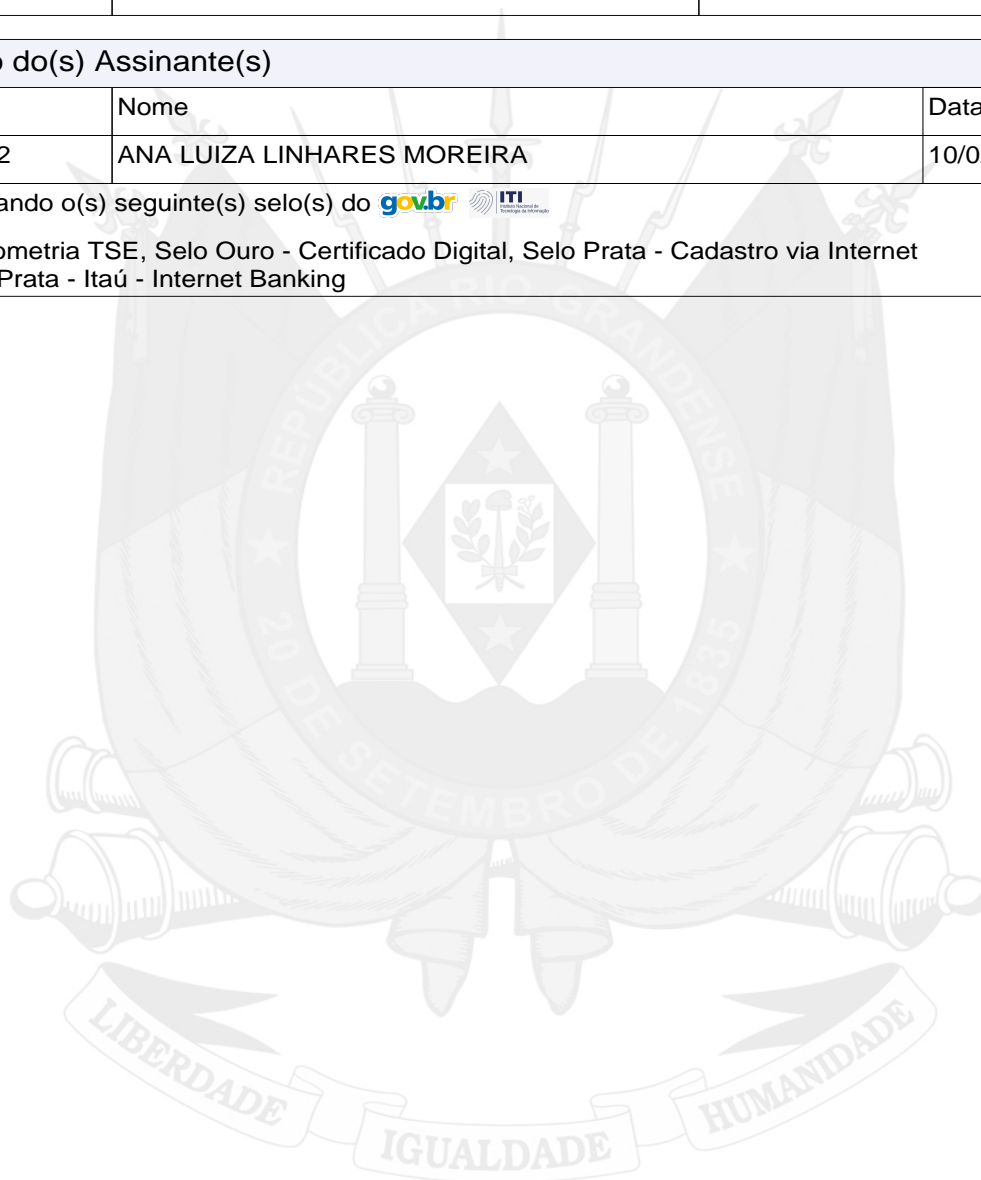 o do(s) Assinante(s)
Nome
Data
2
ANA LUIZA LINHARES MOREIRA
10/0
ando o(s) seguinte(s) selo(s) do gov.br ITI
ometria TSE, Selo Ouro - Certificado Digital, Selo Prata - Cadastro via Internet
Prata - Itaú - Internet Banking
REPÚBLICA RIO GRANDENSE
20 DE SETEMBRO DE 1835
LIBERDADE
IGUALDADE
HUMANIDADE